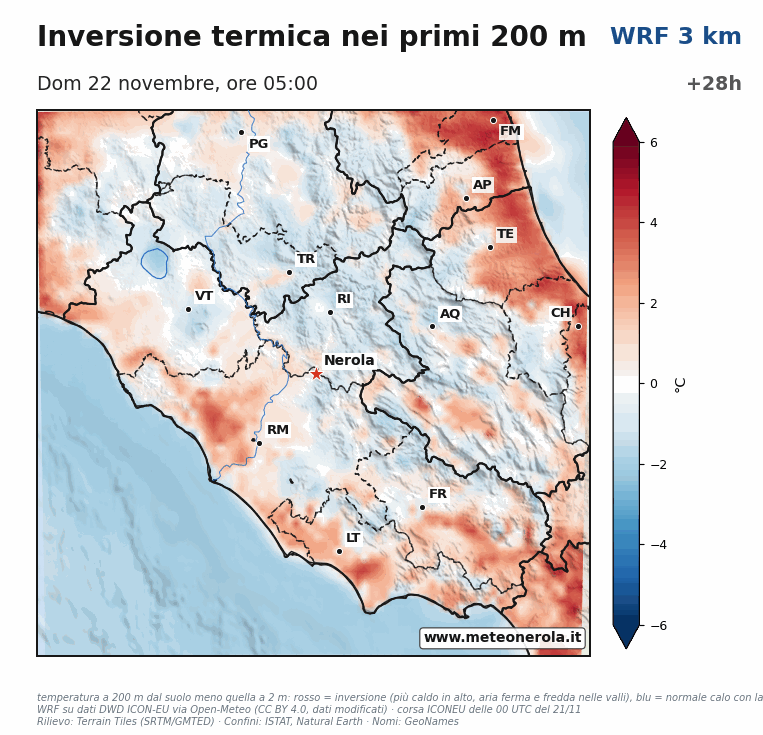 Inversione termica nei primi 200 m WRF 3 km
Dom 22 novembre, ore 05:00 +28h
FM
PG
AP
TE
TR
VT
RI
AQ
CH
Nerola
RM
FR
LT
6
4
2
0
−2
−4
−6
°C
www.meteonerola.it
temperatura a 200 m dal suolo meno quella a 2 m: rosso = inversione (più caldo in alto, aria ferma e fredda nelle valli), blu = normale calo con la
WRF su dati DWD ICON-EU via Open-Meteo (CC BY 4.0, dati modificati) · corsa ICONEU delle 00 UTC del 21/11
Rilievo: Terrain Tiles (SRTM/GMTED) · Confini: ISTAT, Natural Earth · Nomi: GeoNames